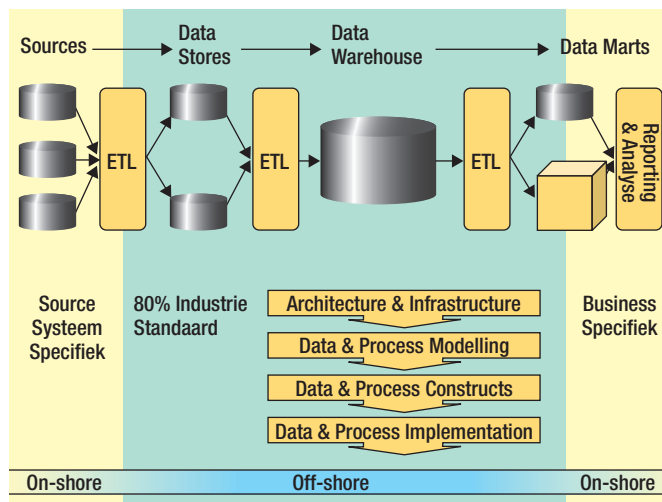 Sources
Data
Stores
Data
Warehouse
Data Marts
ETL
ETL
ETL
Reporting
& Analyse
Source
Systeem
Specifiek
80% Industrie
Standaard
Architecture & Infrastructure
Data & Process Modelling
Data & Process Constructs
Data & Process Implementation
Business
Specifiek
On-shore
Off-shore
On-shore